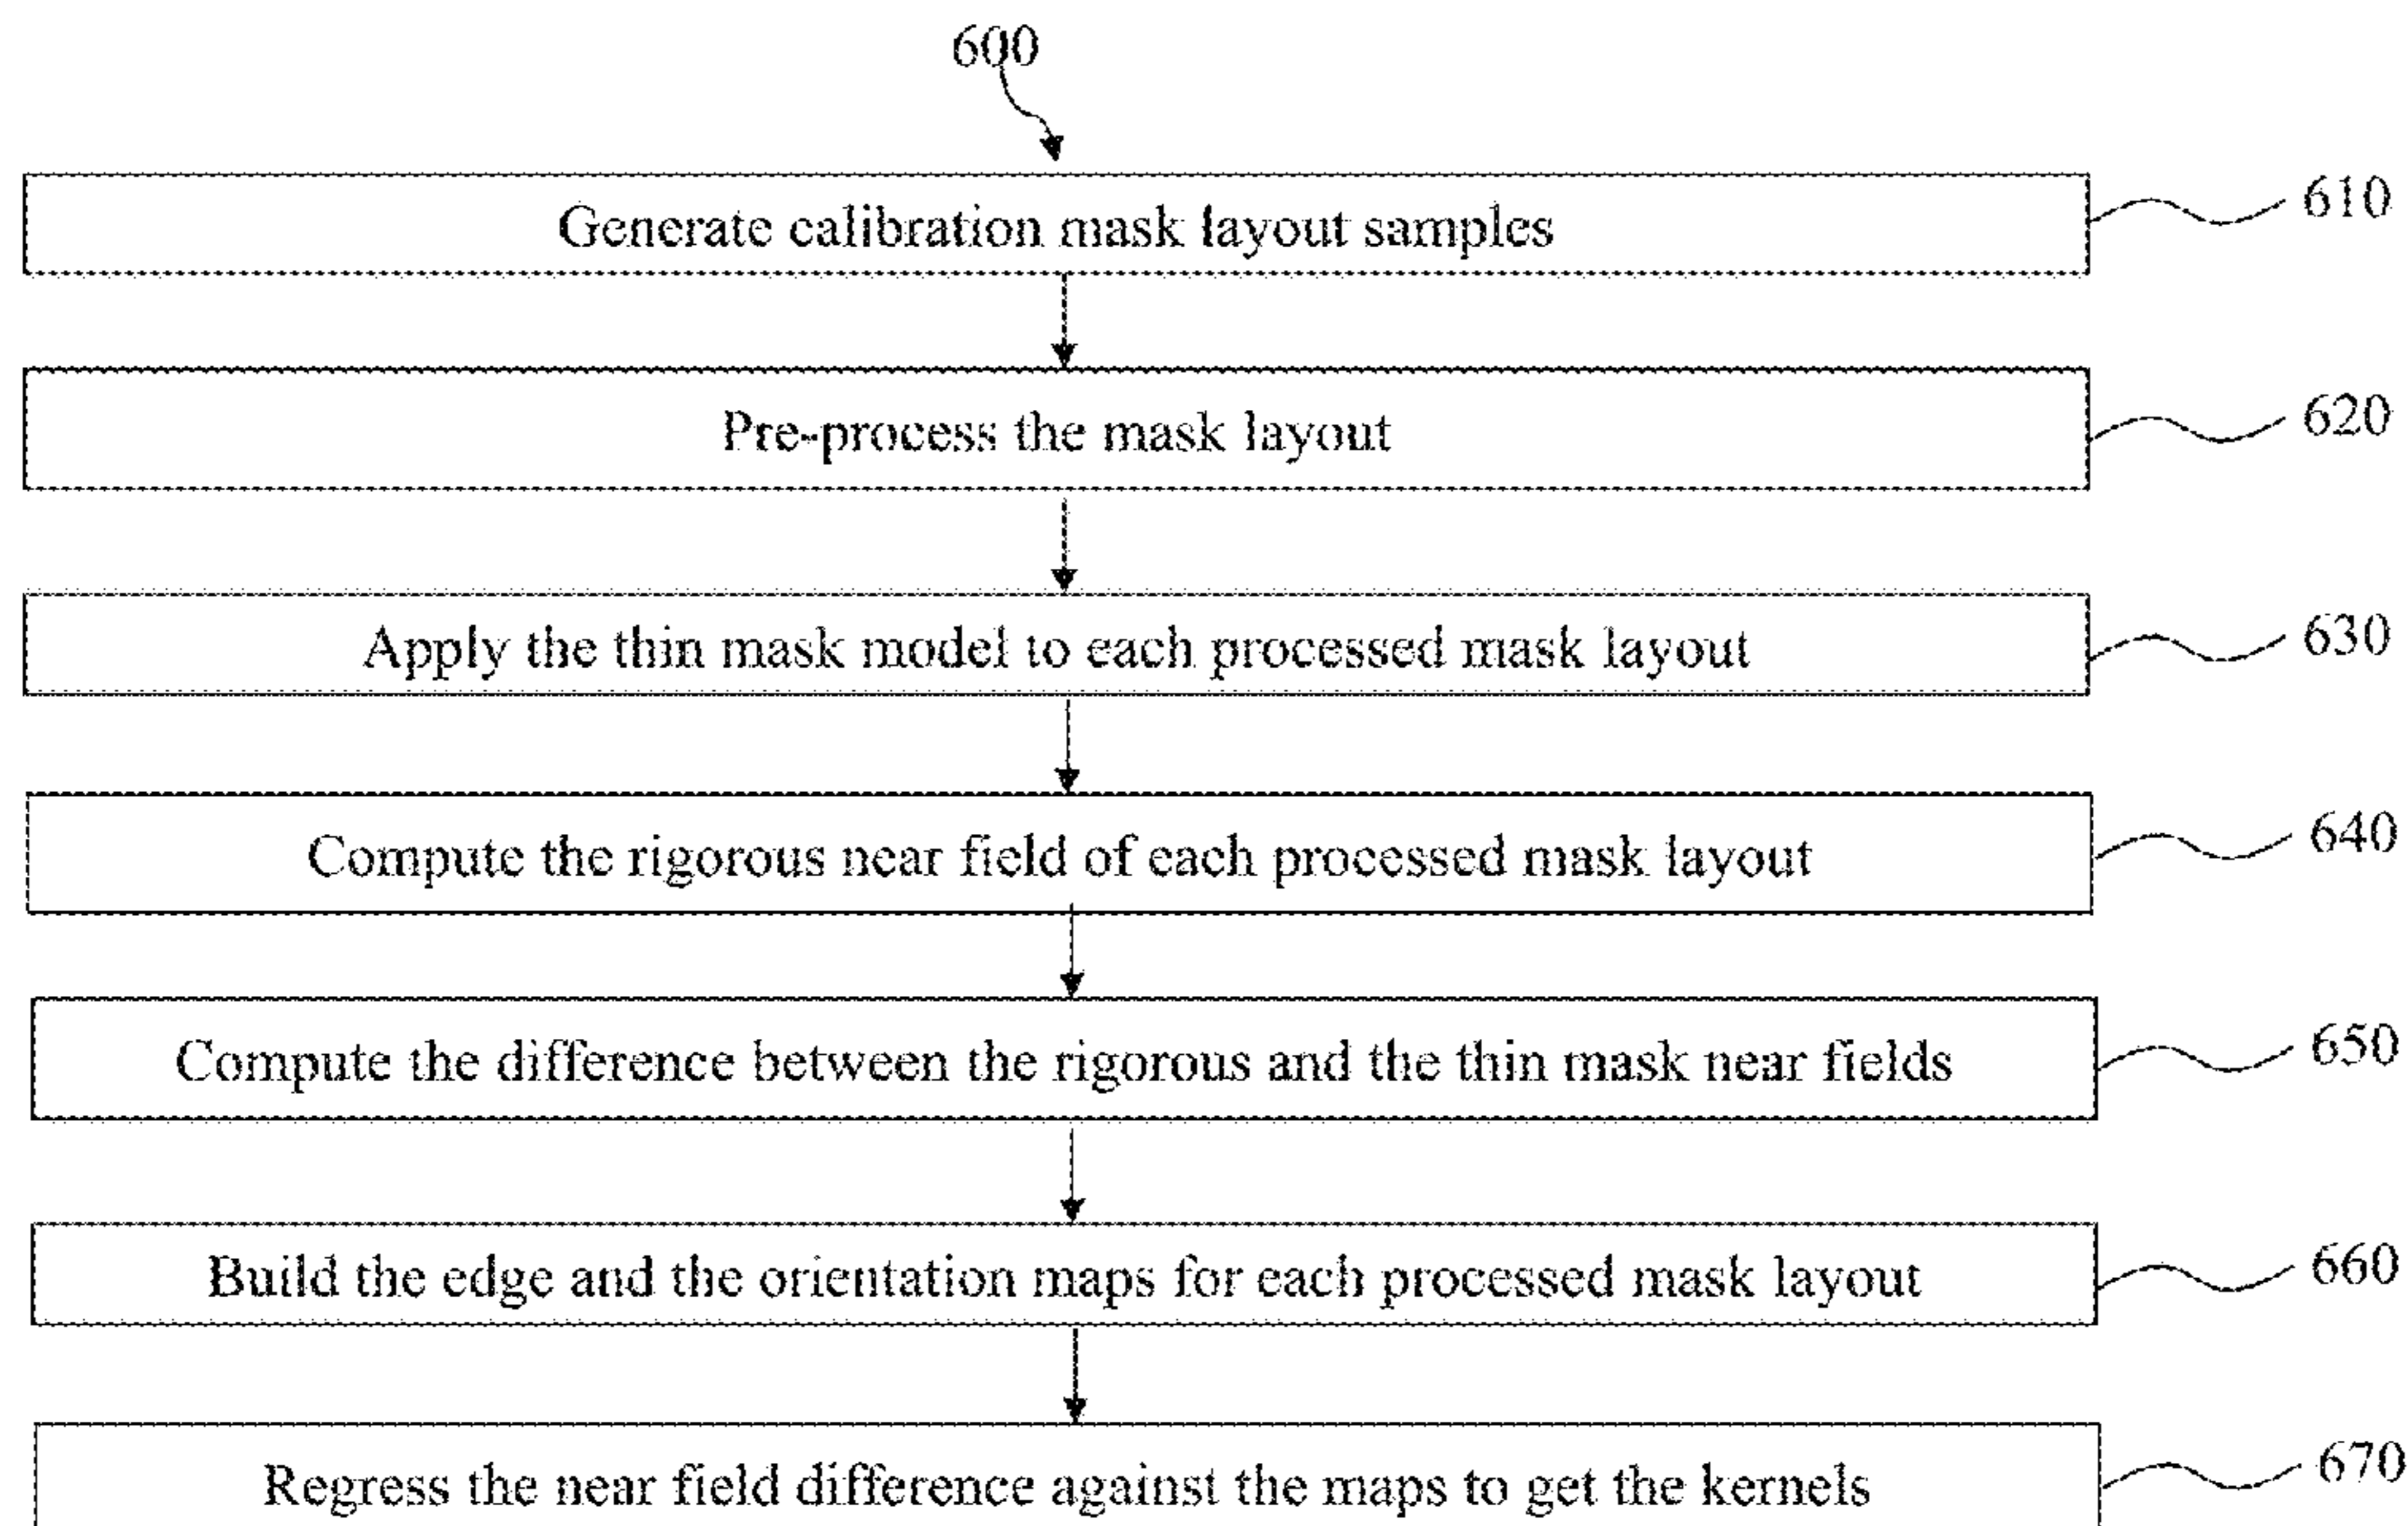 600
Generate calibration mask layout samples
610
Pre-process the mask layout
620
Apply the thin mask model to each processed mask layout
630
Compute the rigorous near field of each processed mask layout
640
Compute the difference between the rigorous and the thin mask near fields
650
Build the edge and the orientation maps for each processed mask layout
660
Regress the near field difference against the maps to get the kernels
670